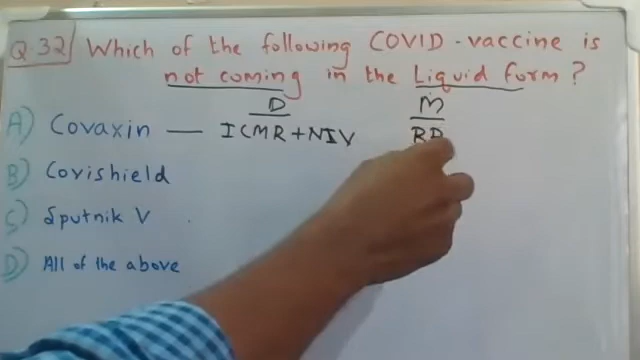 Q 32 Which of the following COVID-vaccine is
not coming in the Liquid form?
D M
A) Covaxin — ICMR+NIV
B) Covishield
C) Sputnik V
D) All of the above